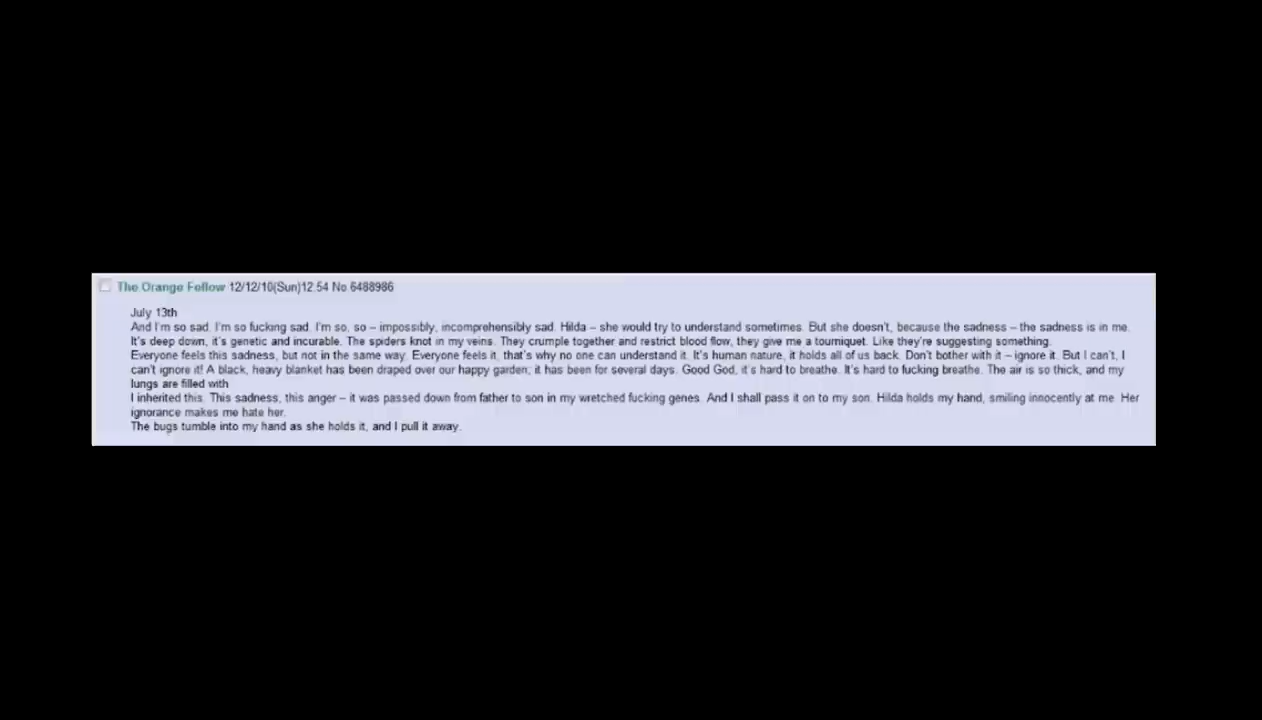 The Orange Fellow 12/12/10(Sun)12:54 No.6488986
July 13th
And I'm so sad. I'm so fucking sad. I'm so, so – impossibly, incomprehensibly sad. Hilda – she would try to understand sometimes. But she doesn't, because the sadness – the sadness is in me.
It's deep down, it's genetic and incurable. The spiders knot in my veins. They crumple together and restrict blood flow, they give me a tourniquet. Like they're suggesting something.
Everyone feels this sadness, but not in the same way. Everyone feels it, that's why no one can understand it. It's human nature, it holds all of us back. Don't bother with it – ignore it. But I can't, I
can't ignore it! A black, heavy blanket has been draped over our happy garden; it has been for several days. Good God, it's hard to breathe. It's hard to fucking breathe. The air is so thick, and my
lungs are filled with
I inherited this. This sadness, this anger – it was passed down from father to son in my wretched fucking genes. And I shall pass it on to my son. Hilda holds my hand, smiling innocently at me. Her
ignorance makes me hate her.
The bugs tumble into my hand as she holds it, and I pull it away.